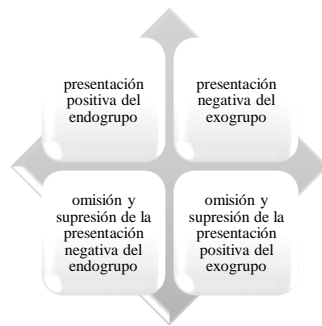 presentación
positiva del
endogrupo
presentación
negativa del
exogrupo
omisión y
supresión de la
presentación
negativa del
endogrupo
omisión y
supresión de la
presentación
positiva del
exogrupo